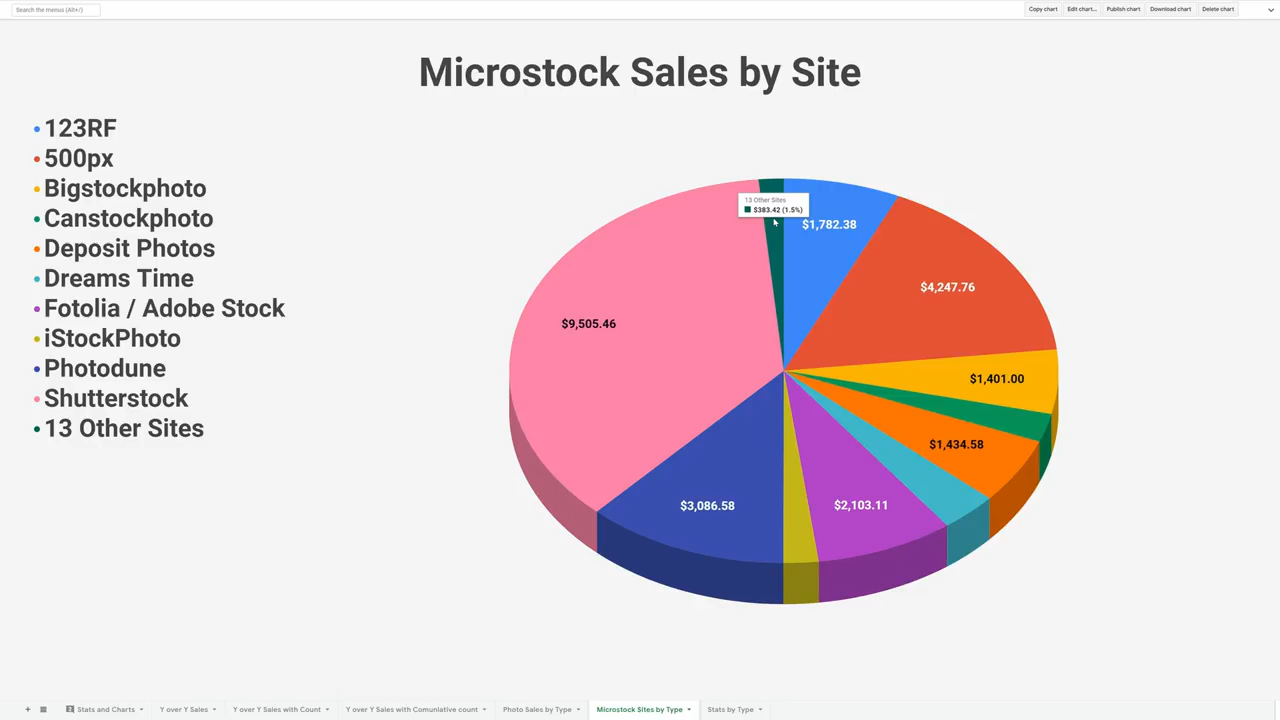 Search the menus (Alt+/)
Copy chart Edit chart... Publish chart Download chart Delete chart
Microstock Sales by Site
123RF
500px
Bigstockphoto
Canstockphoto
Deposit Photos
Dreams Time
Fotolia / Adobe Stock
iStockPhoto
Photodune
Shutterstock
13 Other Sites
13 Other Sites
$383.42 (1.5%)
$1,782.38
$4,247.76
$9,505.46
$1,401.00
$1,434.58
$3,086.58
$2,103.11
Stats and Charts Y over Y Sales Y over Y Sales with Count Y over Y Sales with Comuniative count Photo Sales by Type Microstock Sites by Type Stats by Type